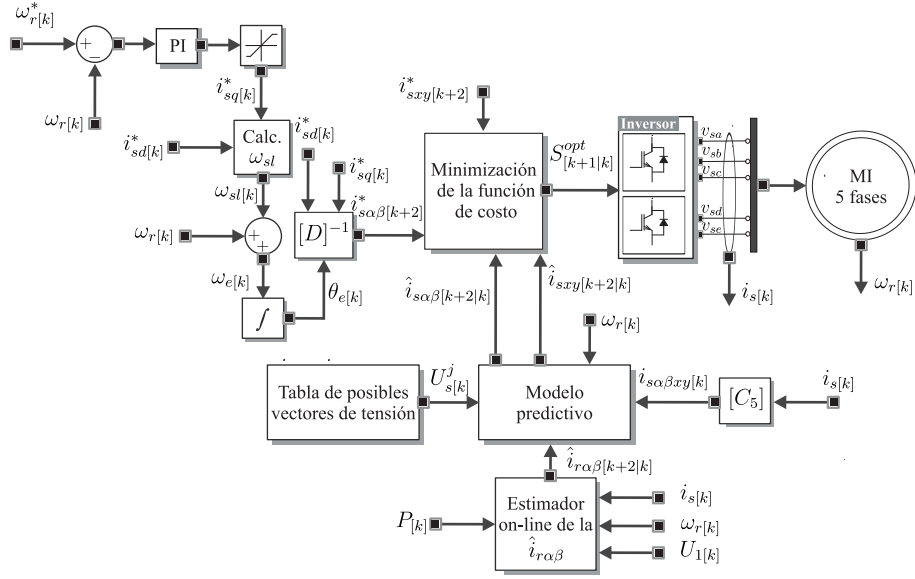 ω*r[k]
+
−
PI
ωr[k]
i*sq[k]
i*sd[k]
Calc.
ωsl
i*sd[k]
i*sq[k]
ωsl[k]
ωr[k]
+
+
[D]⁻¹
i*sαβ[k+2]
ωe[k]
θe[k]
∫
i*sxy[k+2]
Minimización
de la función
de costo
S^opt[k+1|k]
Inversor
vsa
vsb
vsc
vsd
vse
is[k]
MI
5 fases
ωr[k]
îsαβ[k+2|k]
îsxy[k+2|k]
ωr[k]
Tabla de posibles
vectores de tensión
U^j s[k]
Modelo
predictivo
isαβxy[k]
[C5]
is[k]
îrαβ[k+2|k]
P[k]
Estimador
on-line de la
îrαβ
is[k]
ωr[k]
U1[k]